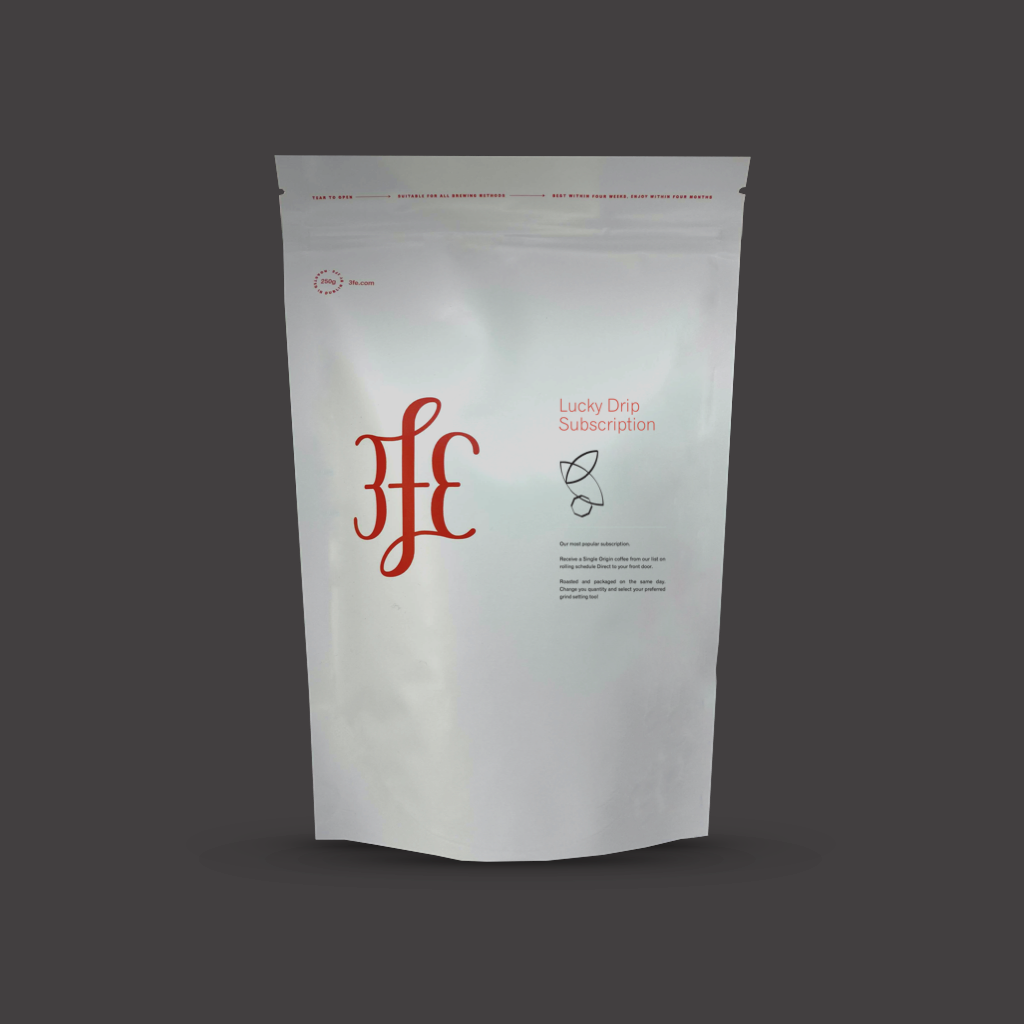 TEAR TO OPEN
SUITABLE FOR ALL BREWING METHODS
BEST WITHIN FOUR WEEKS, ENJOY WITHIN FOUR MONTHS
250g
3fe.com
3fe
Lucky Drip
Subscription
Our most popular subscription.
Receive a Single Origin coffee from our list on
rolling schedule Direct to your front door.
Roasted and packaged on the same day.
Change you quantity and select your preferred
grind setting too!